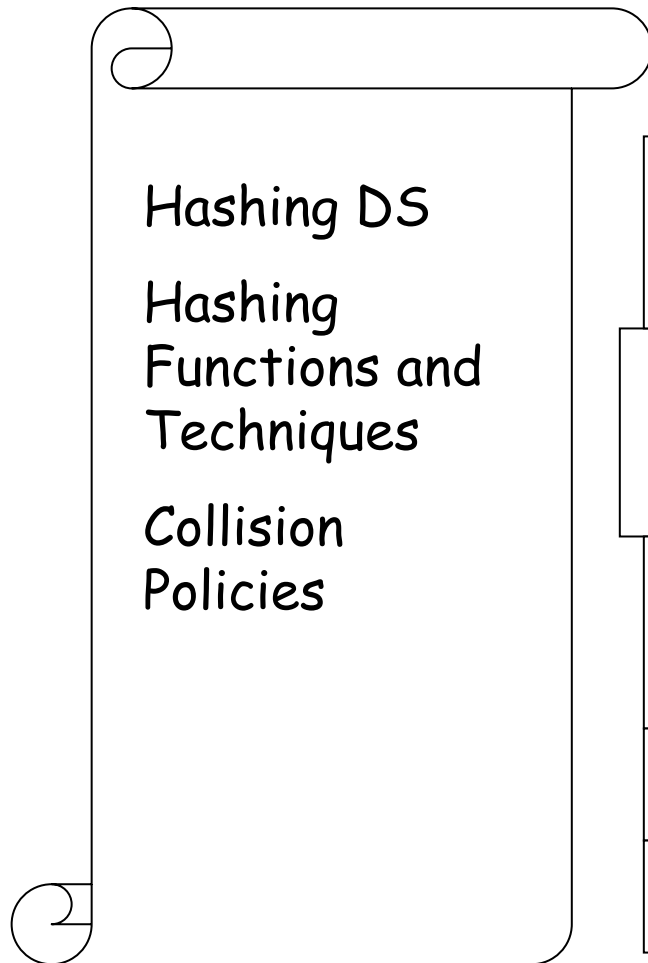 Hashing DS
Hashing
Functions and
Techniques
Collision
Policies